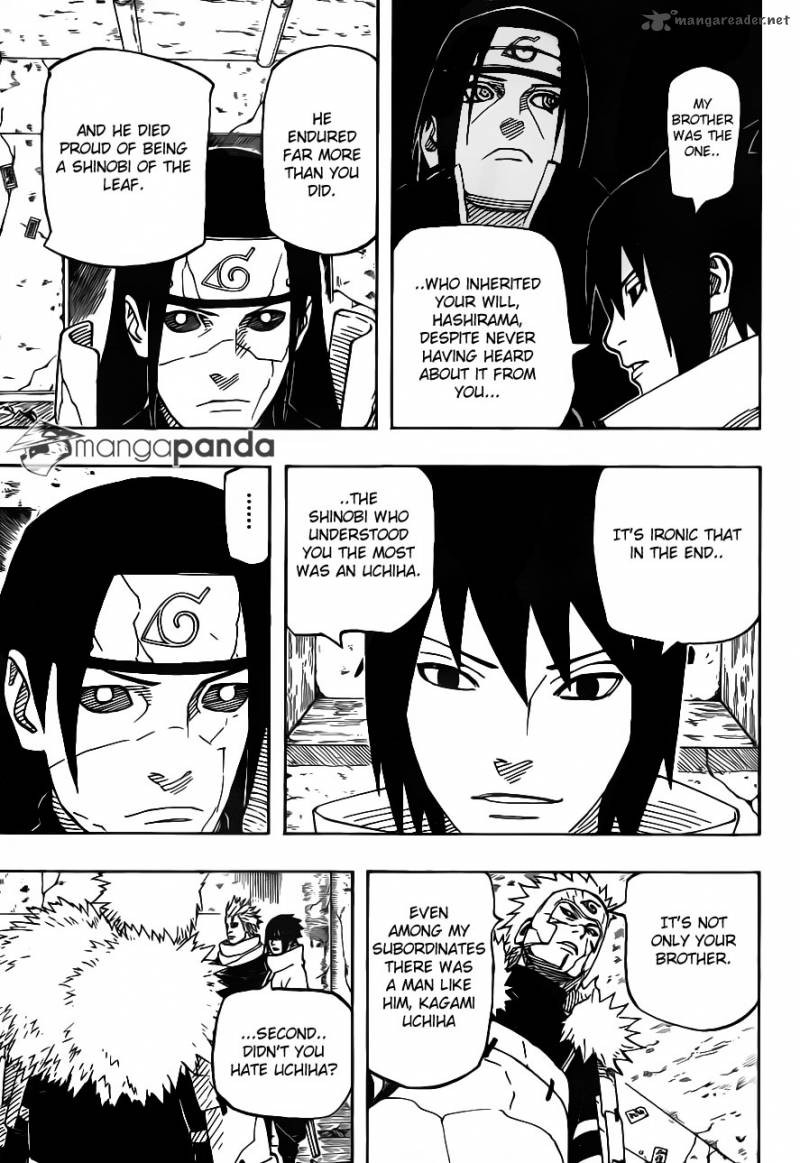 mangareader.net
MY
BROTHER
WAS THE
ONE..
..WHO INHERITED
YOUR WILL,
HASHIRAMA,
DESPITE NEVER
HAVING HEARD
ABOUT IT FROM
YOU...
HE
ENDURED
FAR MORE
THAN YOU
DID.
AND HE DIED
PROUD OF BEING
A SHINOBI OF THE
LEAF.
mangapanda
IT'S IRONIC THAT
IN THE END..
..THE
SHINOBI WHO
UNDERSTOOD
YOU THE MOST
WAS AN UCHIHA.
........
IT'S NOT
ONLY YOUR
BROTHER.
EVEN
AMONG MY
SUBORDINATES
THERE WAS
A MAN LIKE
HIM, KAGAMI
UCHIHA
...SECOND..
DIDN'T YOU
HATE UCHIHA?